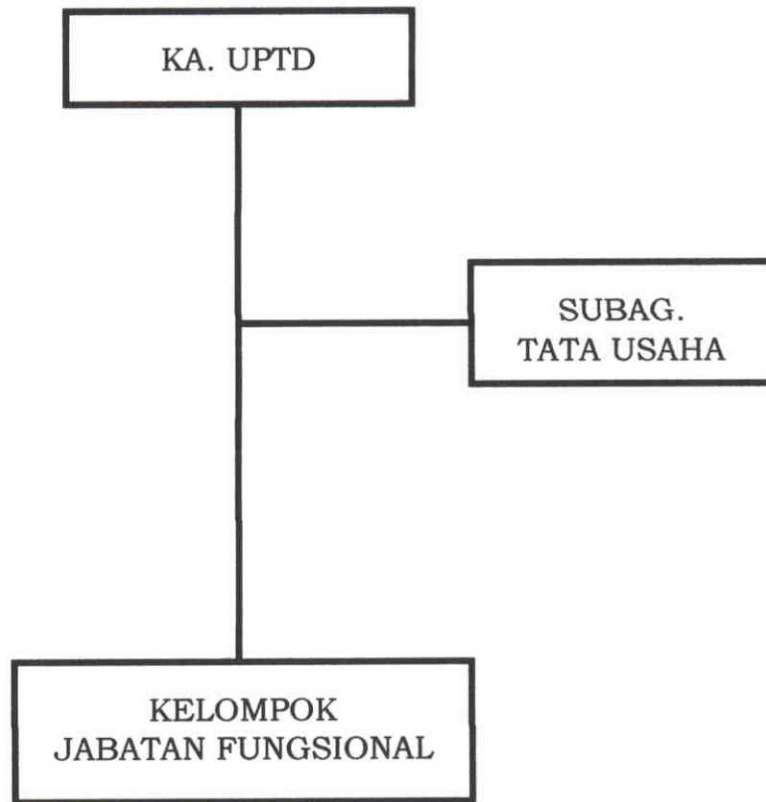 KA. UPTD
SUBAG.
TATA USAHA
KELOMPOK
JABATAN FUNGSIONAL